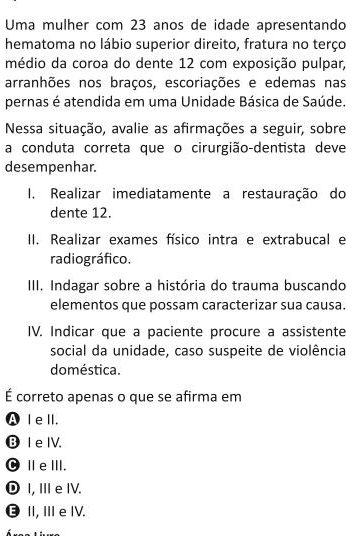 Uma mulher com 23 anos de idade apresentando
hematoma no lábio superior direito, fratura no terço
médio da coroa do dente 12 com exposição pulpar,
arranhões nos braços, escoriações e edemas nas
pernas é atendida em uma Unidade Básica de Saúde.
Nessa situação, avalie as afirmações a seguir, sobre
a conduta correta que o cirurgião-dentista deve
desempenhar.
I. Realizar imediatamente a restauração do
dente 12.
II. Realizar exames físico intra e extrabucal e
radiográfico.
III. Indagar sobre a história do trauma buscando
elementos que possam caracterizar sua causa.
IV. Indicar que a paciente procure a assistente
social da unidade, caso suspeite de violência
doméstica.
É correto apenas o que se afirma em
A I e II.
B I e IV.
C II e III.
D I, III e IV.
E II, III e IV.
Área Livre